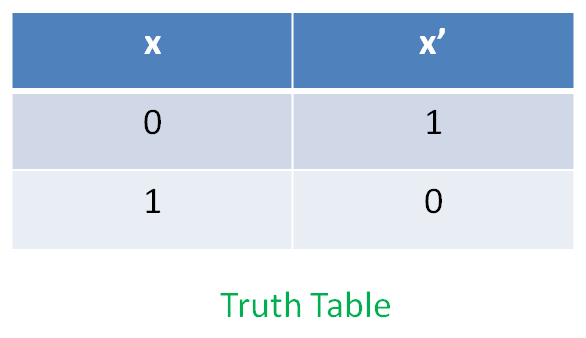 x x’
0 1
1 0
Truth Table